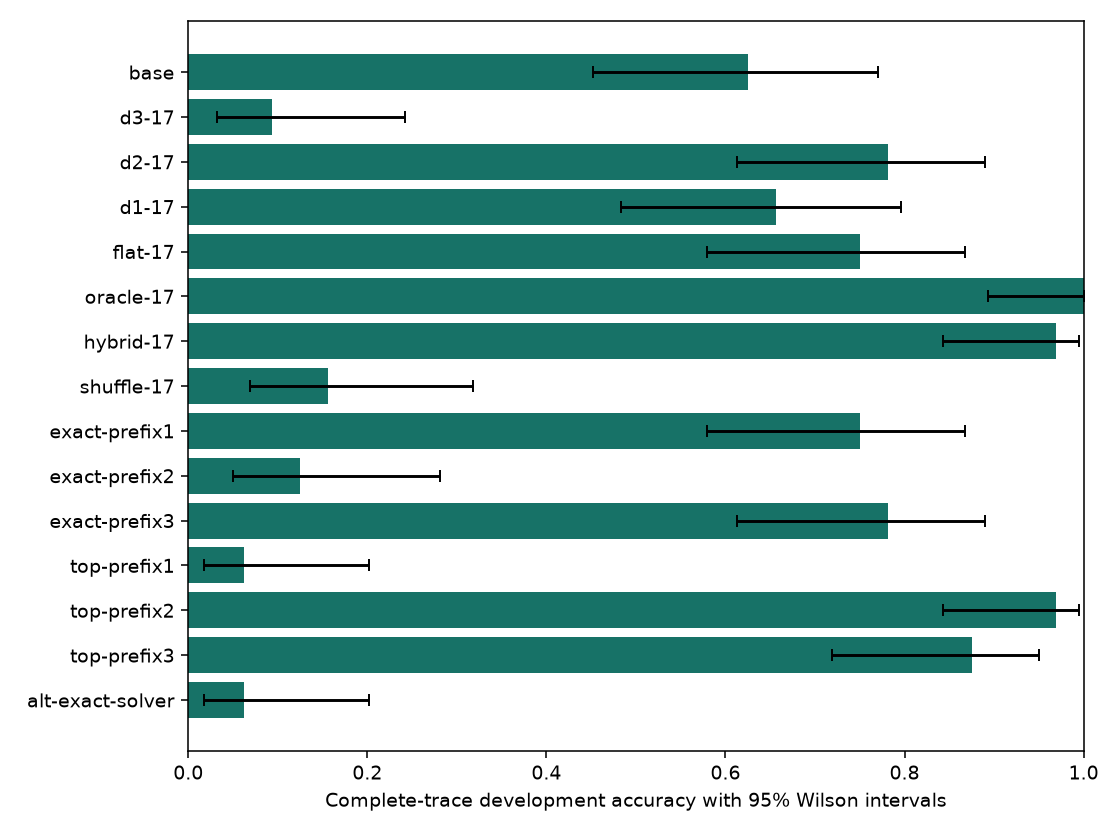 base
d3-17
d2-17
d1-17
flat-17
oracle-17
hybrid-17
shuffle-17
exact-prefix1
exact-prefix2
exact-prefix3
top-prefix1
top-prefix2
top-prefix3
alt-exact-solver
0.0 0.2 0.4 0.6 0.8 1.0
Complete-trace development accuracy with 95% Wilson intervals